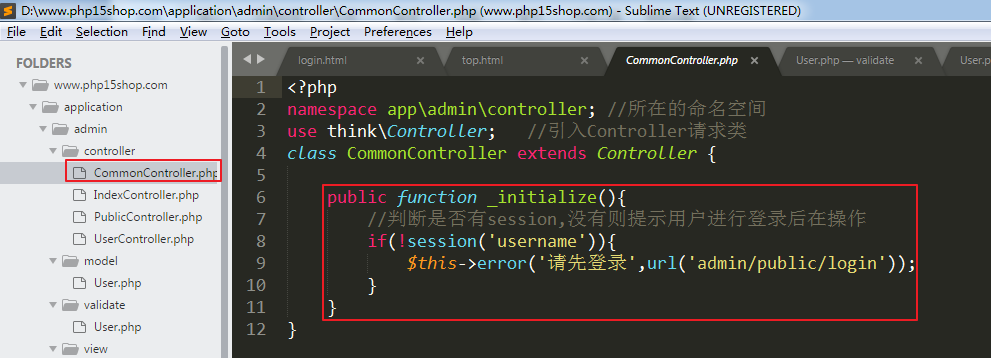 D:\www.php15shop.com\application\admin\controller\CommonController.php (www.php15shop.com) - Sublime Text (UNREGISTERED)
File Edit Selection Find View Goto Tools Project Preferences Help
FOLDERS
www.php15shop.com
application
admin
controller
CommonController.php
IndexController.php
PublicController.php
UserController.php
model
User.php
validate
User.php
view
login.html × top.html × CommonController.php × User.php — validate × User.p
1 <?php
2 namespace app\admin\controller; //所在的命名空间
3 use think\Controller; //引入Controller请求类
4 class CommonController extends Controller {
5
6 public function _initialize(){
7 //判断是否有session,没有则提示用户进行登录后在操作
8 if(!session('username')){
9 $this->error('请先登录',url('admin/public/login'));
10 }
11 }
12 }